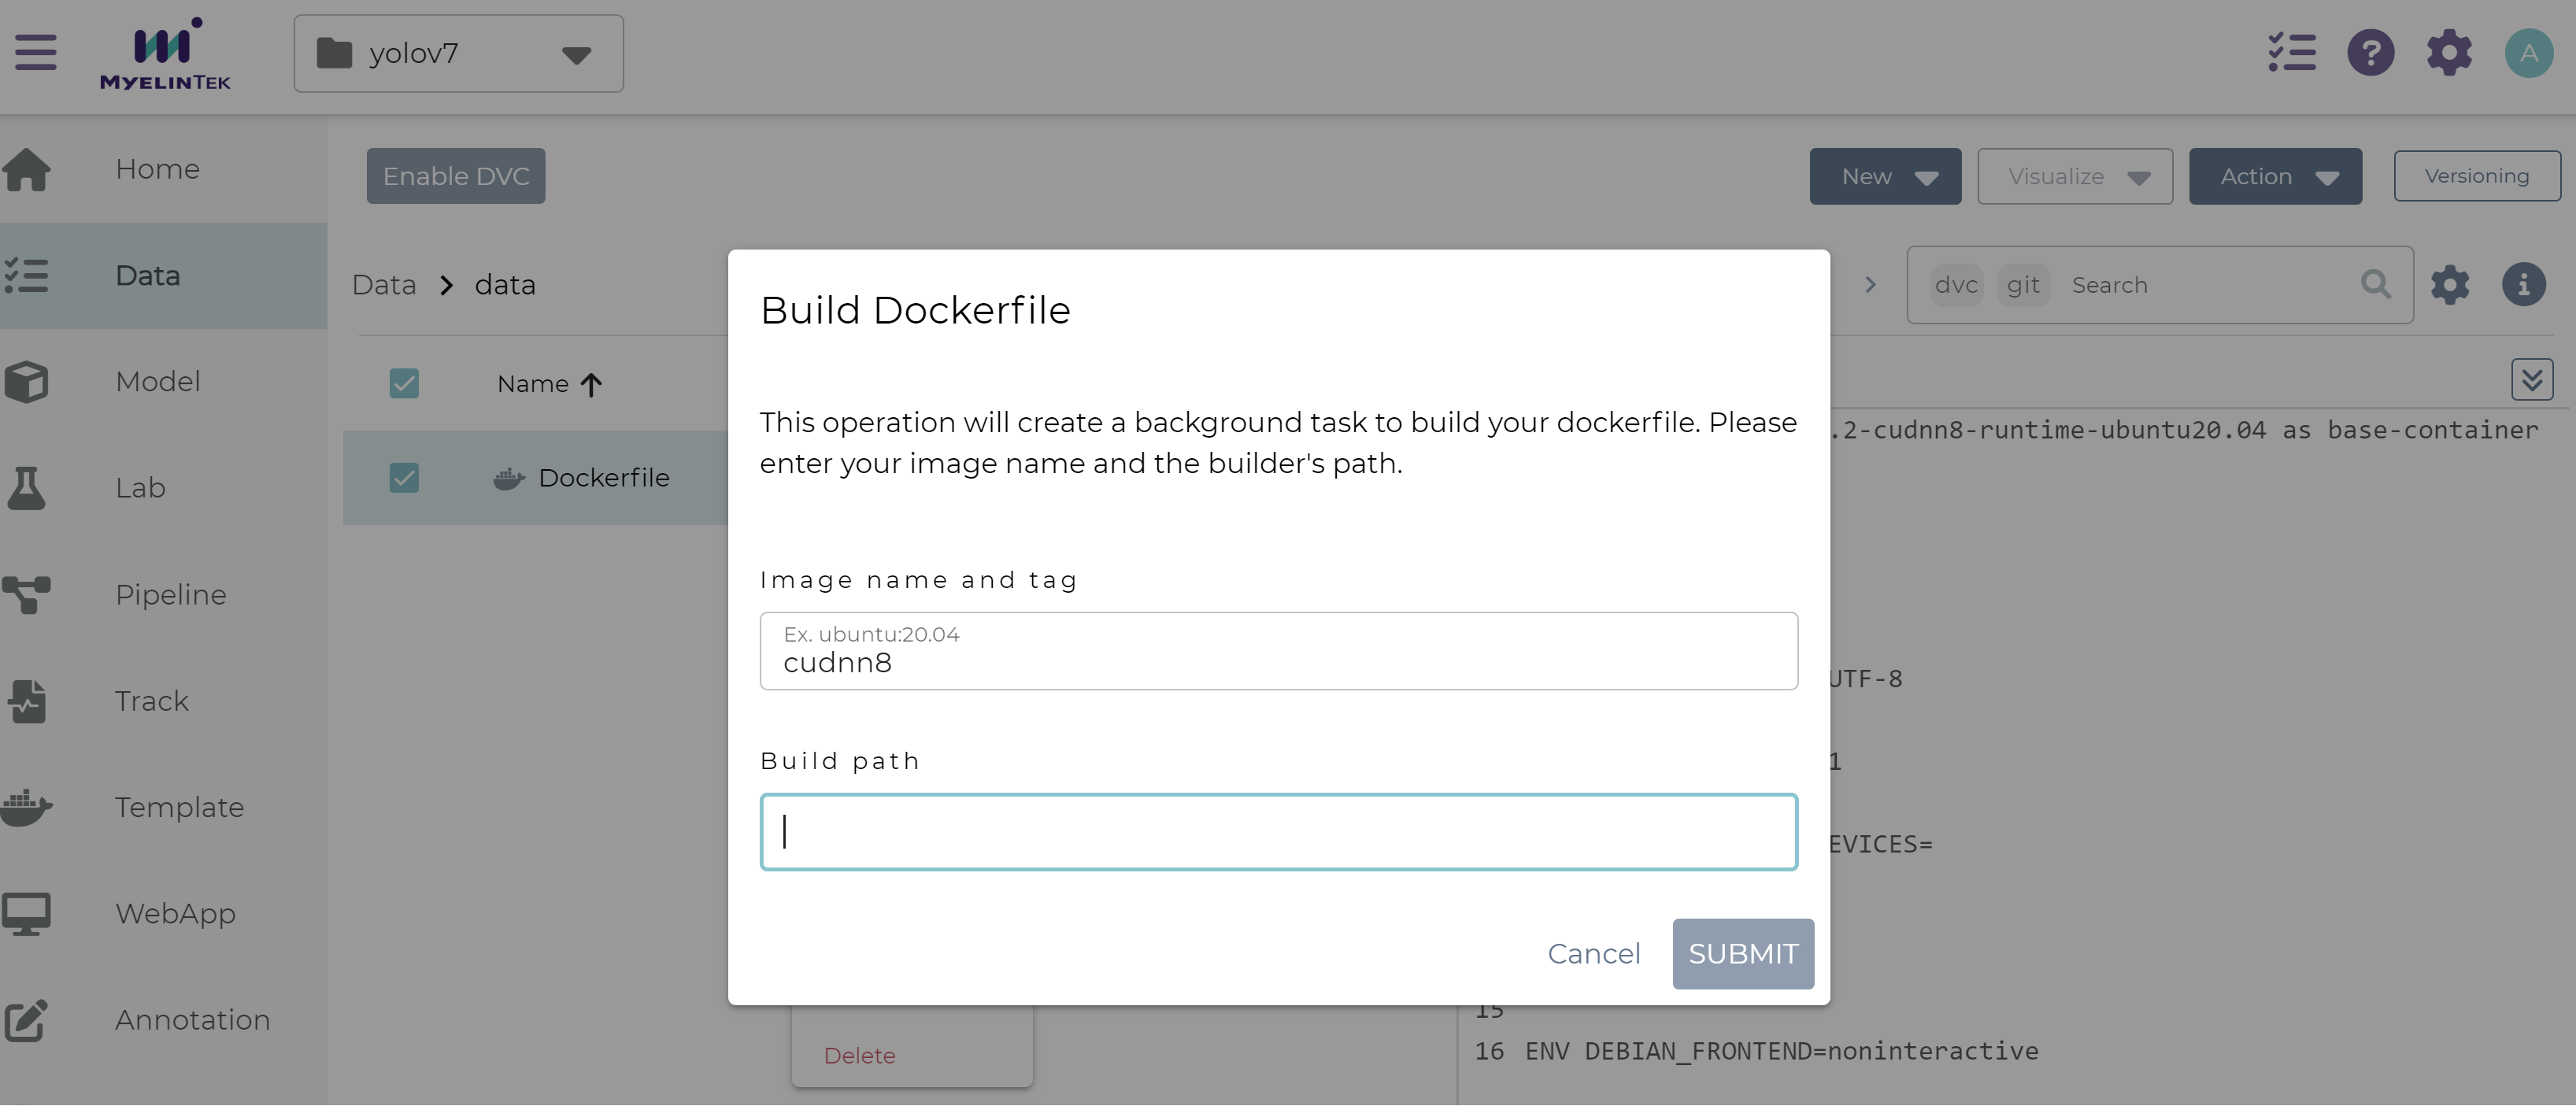 MYELINTEK
yolov7
A
Home
Data
Model
Lab
Pipeline
Track
Template
WebApp
Annotation
Enable DVC
New
Visualize
Action
Versioning
Data > data
dvc git Search
Name
Dockerfile
Build Dockerfile
This operation will create a background task to build your dockerfile. Please
enter your image name and the builder's path.
Image name and tag
Ex. ubuntu:20.04
cudnn8
Build path
Cancel
SUBMIT
Delete
.2-cudnn8-runtime-ubuntu20.04 as base-container
UTF-8
1
EVICES=
15
16 ENV DEBIAN_FRONTEND=noninteractive